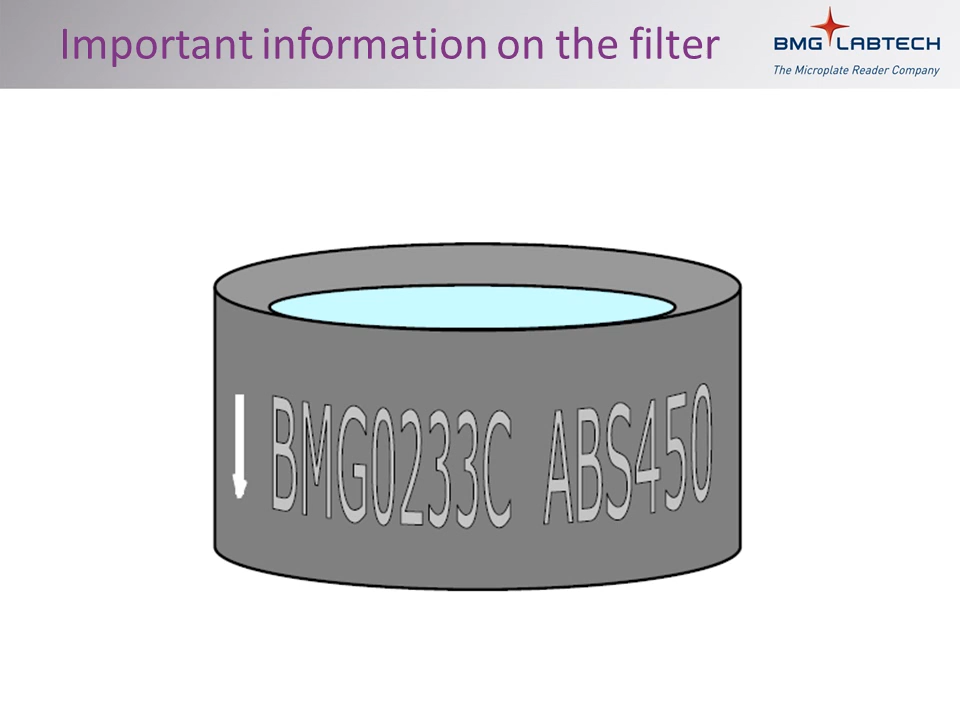 Important information on the filter
BMG LABTECH
The Microplate Reader Company
BMG0233C ABS450